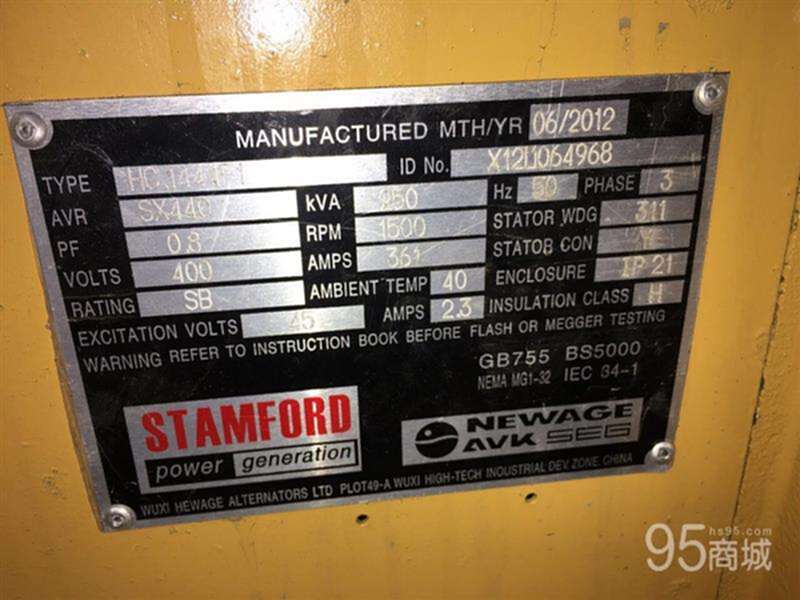 MANUFACTURED MTH/YR 06/2012
TYPE ID No. X12D064968
AVR SX440 kVA 250 Hz 50 PHASE 3
PF 0.8 RPM 1500 STATOR WDG 311
VOLTS 400 AMPS 361 STATOR CON
RATING SB AMBIENT TEMP 40 ENCLOSURE IP21
EXCITATION VOLTS 45 AMPS 2.3 INSULATION CLASS H
WARNING REFER TO INSTRUCTION BOOK BEFORE FLASH OR MEGGER TESTING
GB755 BS5000
NEMA MG1-32 IEC 34-1
STAMFORD
power generation
NEWAGE
AVK SEG
WUXI HEWAGE ALTERNATORS LTD PLOT49-A WUXI HIGH-TECH INDUSTRIAL DEV. ZONE. CHINA
hs95.com
95商城